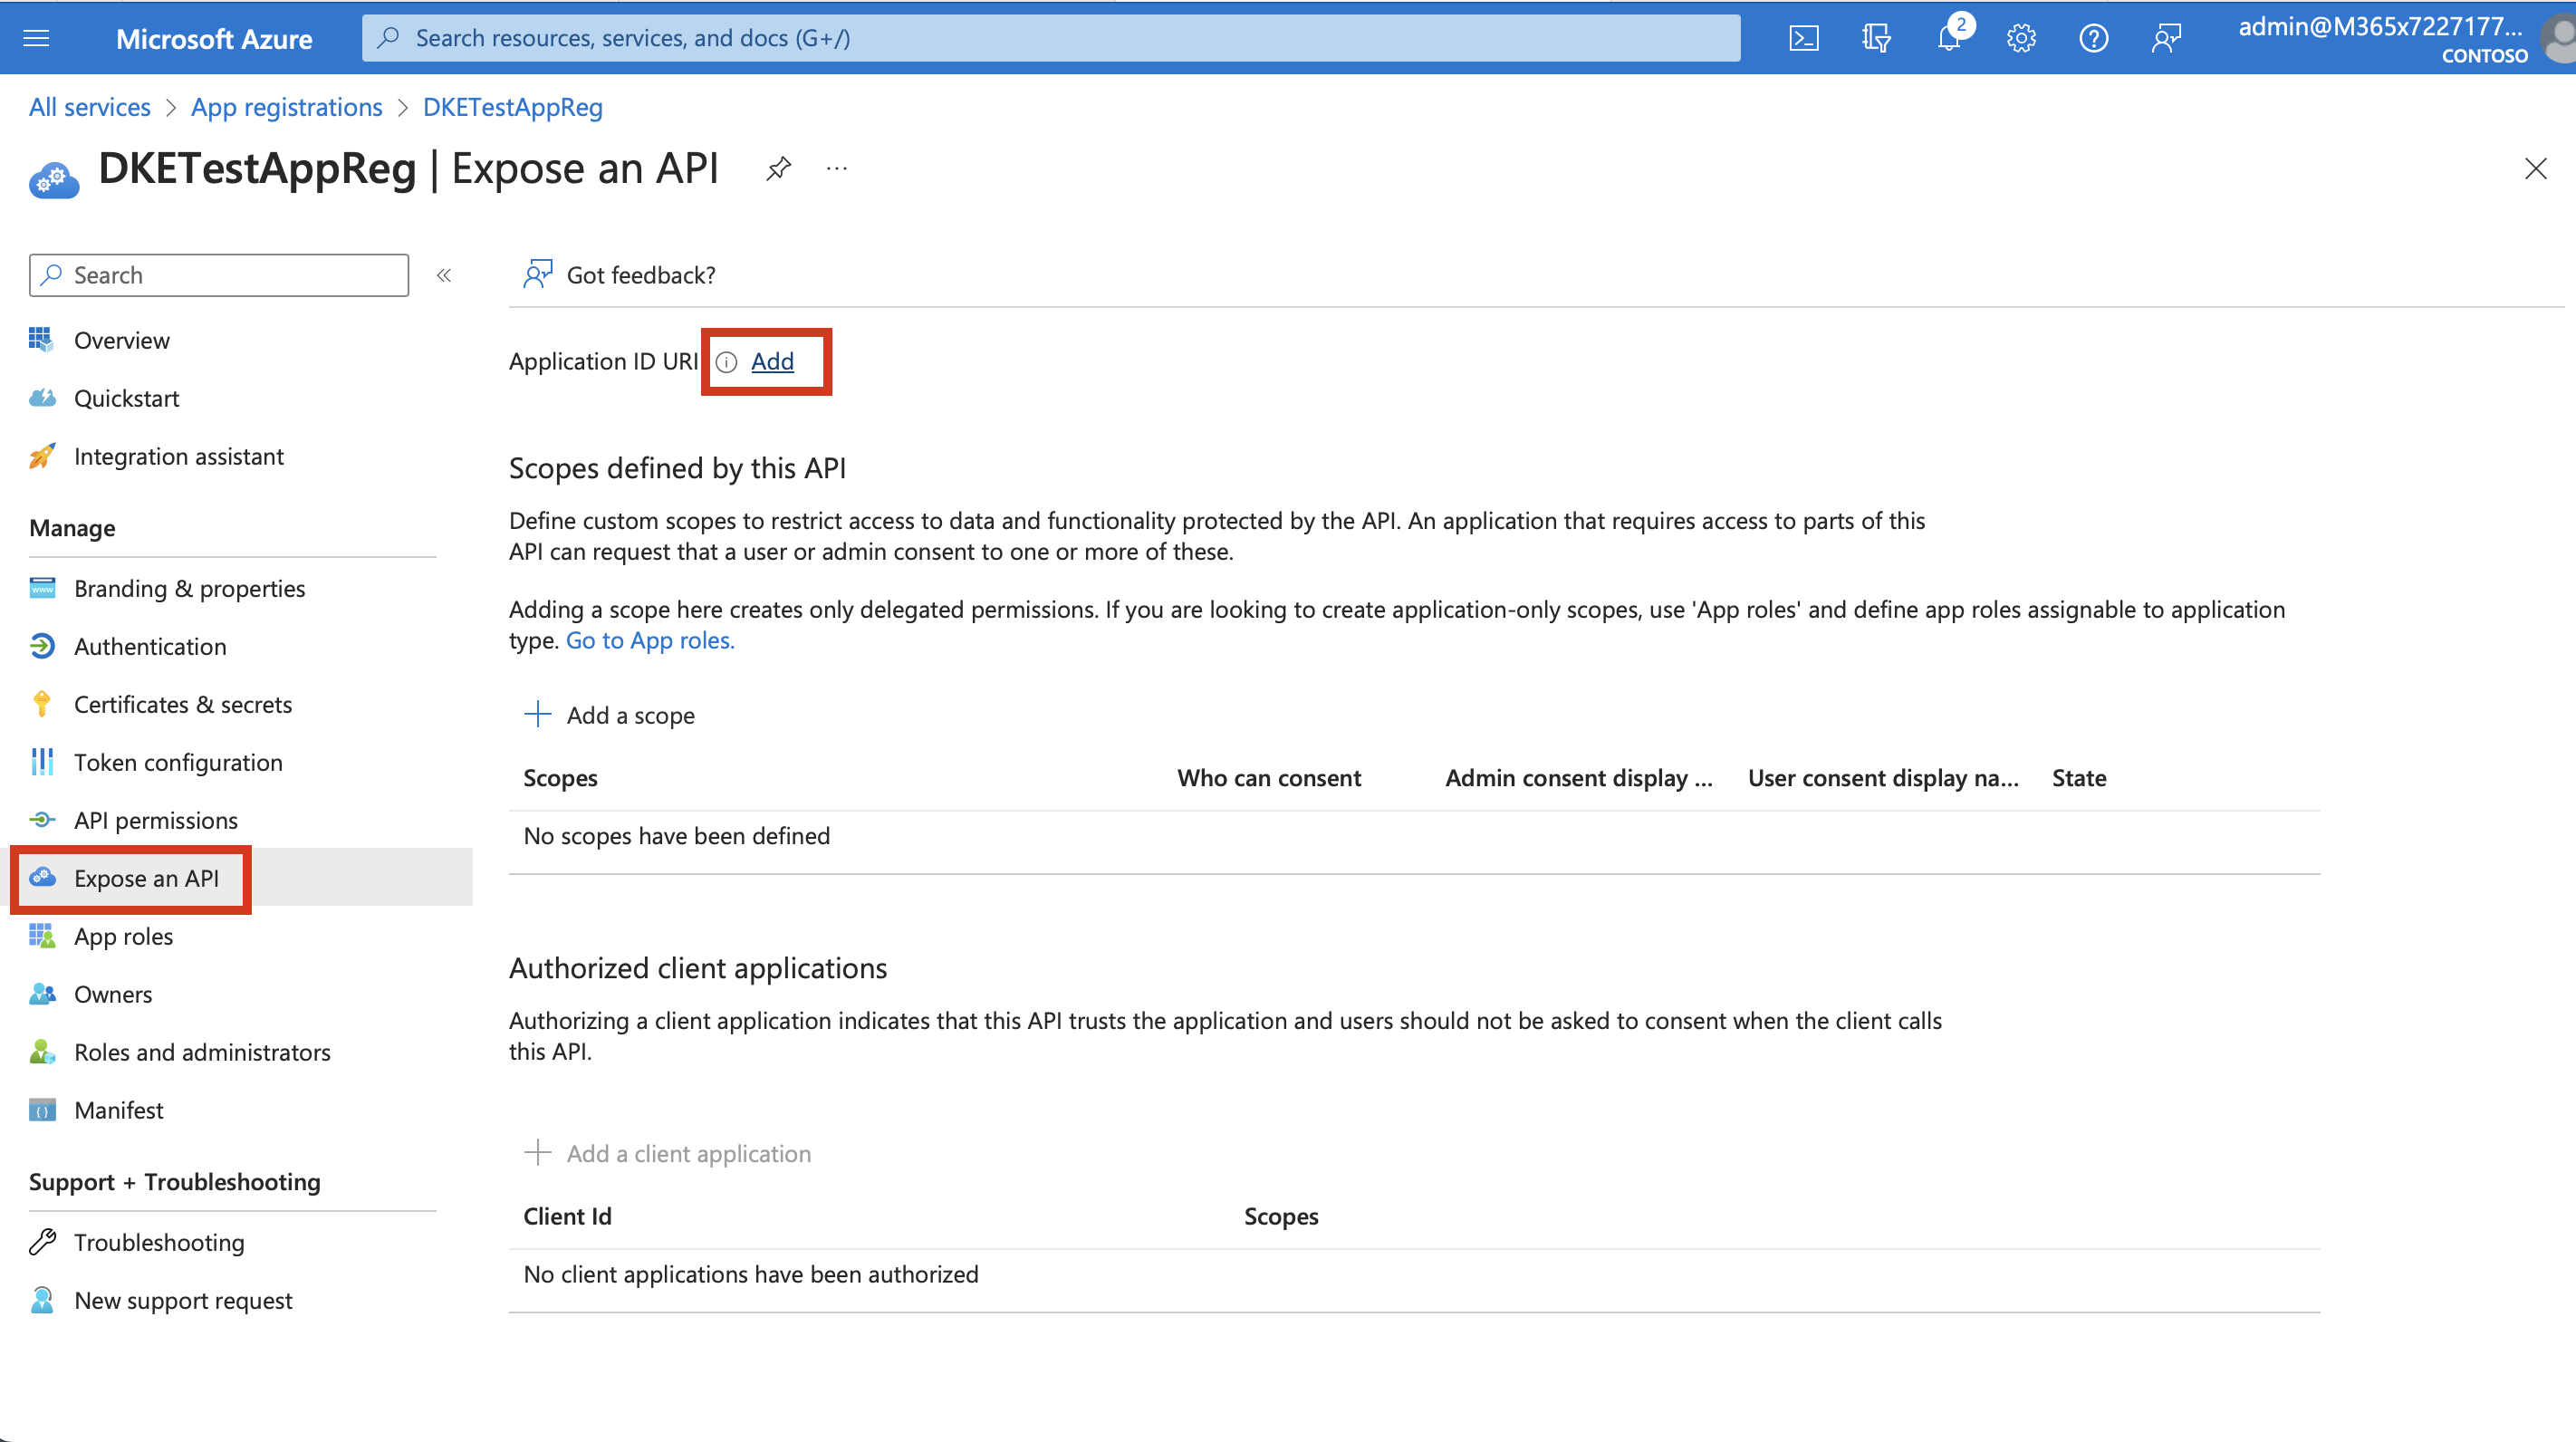 Microsoft Azure
Search resources, services, and docs (G+/)
2
admin@M365x7227177...
CONTOSO
All services > App registrations > DKETestAppReg
DKETestAppReg | Expose an API
...
Search
«
Got feedback?
Overview
Quickstart
Integration assistant
Manage
Branding & properties
Authentication
Certificates & secrets
Token configuration
API permissions
Expose an API
App roles
Owners
Roles and administrators
Manifest
Support + Troubleshooting
Troubleshooting
New support request
Application ID URI Add
Scopes defined by this API
Define custom scopes to restrict access to data and functionality protected by the API. An application that requires access to parts of this
API can request that a user or admin consent to one or more of these.
Adding a scope here creates only delegated permissions. If you are looking to create application-only scopes, use 'App roles' and define app roles assignable to application
type. Go to App roles.
Add a scope
Scopes Who can consent Admin consent display ... User consent display na... State
No scopes have been defined
Authorized client applications
Authorizing a client application indicates that this API trusts the application and users should not be asked to consent when the client calls
this API.
Add a client application
Client Id Scopes
No client applications have been authorized